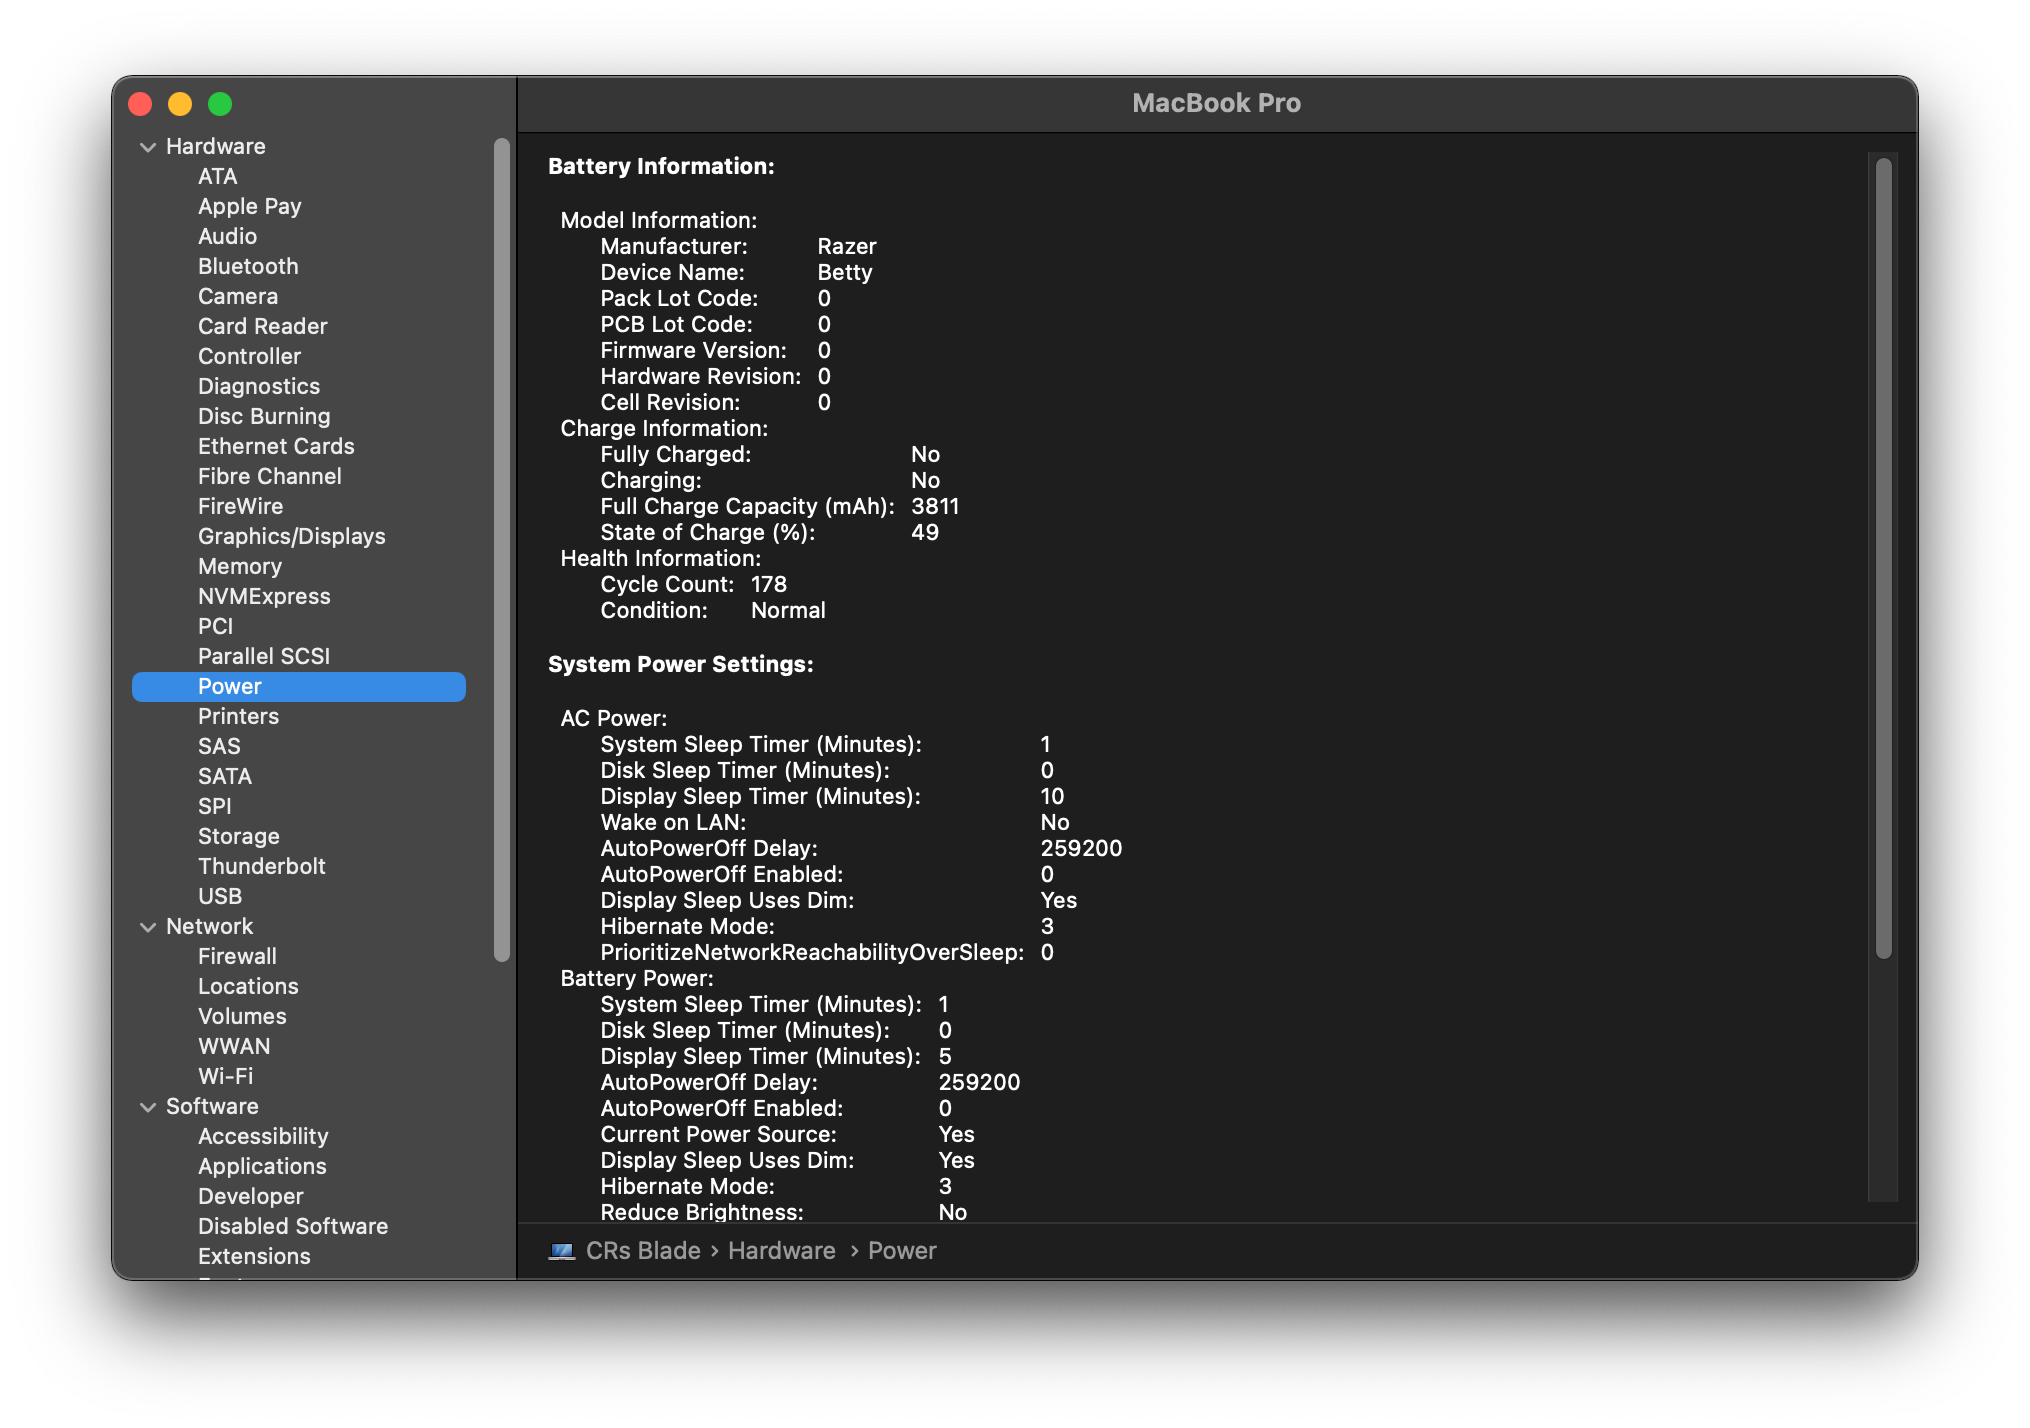 MacBook Pro
Hardware
ATA
Apple Pay
Audio
Bluetooth
Camera
Card Reader
Controller
Diagnostics
Disc Burning
Ethernet Cards
Fibre Channel
FireWire
Graphics/Displays
Memory
NVMExpress
PCI
Parallel SCSI
Power
Printers
SAS
SATA
SPI
Storage
Thunderbolt
USB
Network
Firewall
Locations
Volumes
WWAN
Wi-Fi
Software
Accessibility
Applications
Developer
Disabled Software
Extensions
Battery Information:
Model Information:
Manufacturer: Razer
Device Name: Betty
Pack Lot Code: 0
PCB Lot Code: 0
Firmware Version: 0
Hardware Revision: 0
Cell Revision: 0
Charge Information:
Fully Charged: No
Charging: No
Full Charge Capacity (mAh): 3811
State of Charge (%): 49
Health Information:
Cycle Count: 178
Condition: Normal
System Power Settings:
AC Power:
System Sleep Timer (Minutes): 1
Disk Sleep Timer (Minutes): 0
Display Sleep Timer (Minutes): 10
Wake on LAN: No
AutoPowerOff Delay: 259200
AutoPowerOff Enabled: 0
Display Sleep Uses Dim: Yes
Hibernate Mode: 3
PrioritizeNetworkReachabilityOverSleep: 0
Battery Power:
System Sleep Timer (Minutes): 1
Disk Sleep Timer (Minutes): 0
Display Sleep Timer (Minutes): 5
AutoPowerOff Delay: 259200
AutoPowerOff Enabled: 0
Current Power Source: Yes
Display Sleep Uses Dim: Yes
Hibernate Mode: 3
Reduce Brightness: No
CRs Blade › Hardware › Power